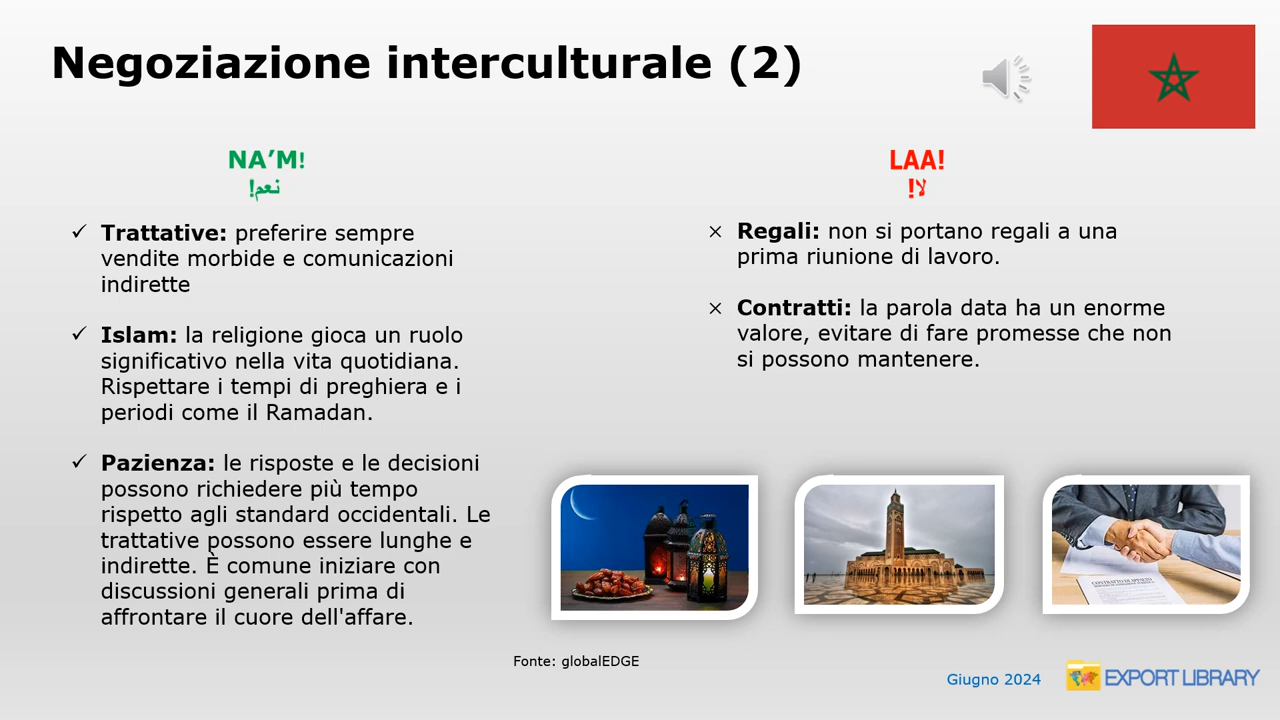 Negoziazione interculturale (2)
NA’M!
نعم!
✓ Trattative: preferire sempre
vendite morbide e comunicazioni
indirette
✓ Islam: la religione gioca un ruolo
significativo nella vita quotidiana.
Rispettare i tempi di preghiera e i
periodi come il Ramadan.
✓ Pazienza: le risposte e le decisioni
possono richiedere più tempo
rispetto agli standard occidentali. Le
trattative possono essere lunghe e
indirette. È comune iniziare con
discussioni generali prima di
affrontare il cuore dell'affare.
LAA!
لا!
× Regali: non si portano regali a una
prima riunione di lavoro.
× Contratti: la parola data ha un enorme
valore, evitare di fare promesse che non
si possono mantenere.
CONTRATTO DI APPALTO
Fonte: globalEDGE
Giugno 2024
EXPORT LIBRARY